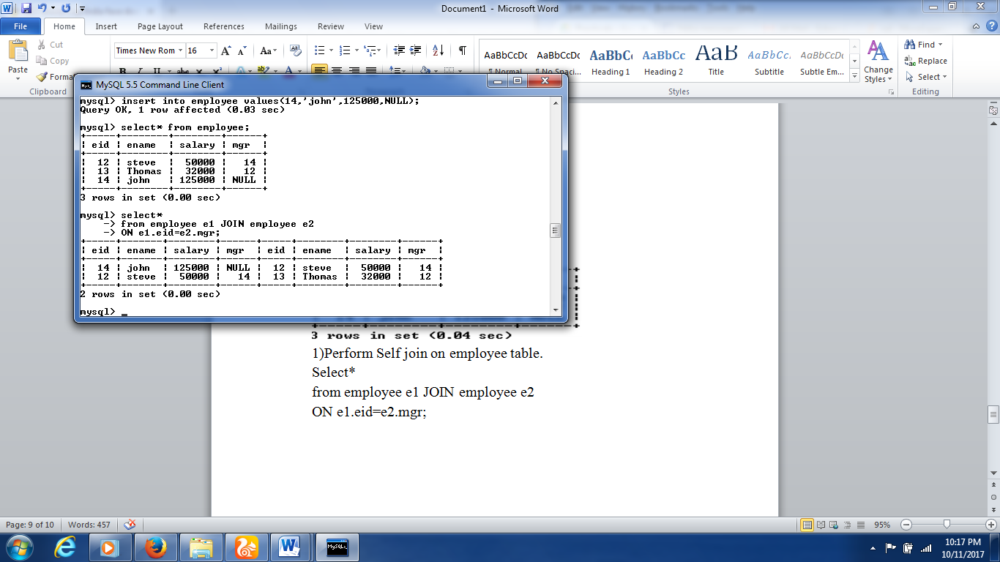 Document1 - Microsoft Word
File Home Insert Page Layout References Mailings Review View
Paste
Cut
Copy
Clipboard
Times New Rom 16
AaBbCcDc AaBbCcDc AaBbC AaBbCc AaB AaBbCc. AaBbCcDc
¶ Normal ¶ No Spaci... Heading 1 Heading 2 Title Subtitle Subtle Em...
Change
Styles
Styles
Find
Replace
Select
Editing
MySQL 5.5 Command Line Client
mysql> insert into employee values(14,'john',125000,NULL);
Query OK, 1 row affected (0.03 sec)
mysql> select* from employee;
+------+--------+--------+------+
| eid | ename | salary | mgr |
+------+--------+--------+------+
| 12 | steve | 50000 | 14 |
| 13 | Thomas | 32000 | 12 |
| 14 | john | 125000 | NULL |
+------+--------+--------+------+
3 rows in set (0.00 sec)
mysql> select*
-> from employee e1 JOIN employee e2
-> ON e1.eid=e2.mgr;
+------+-------+--------+------+------+--------+--------+------+
| eid | ename | salary | mgr | eid | ename | salary | mgr |
+------+-------+--------+------+------+--------+--------+------+
| 14 | john | 125000 | NULL | 12 | steve | 50000 | 14 |
| 12 | steve | 50000 | 14 | 13 | Thomas | 32000 | 12 |
+------+-------+--------+------+------+--------+--------+------+
2 rows in set (0.00 sec)
mysql> _
3 rows in set (0.04 sec)
1)Perform Self join on employee table.
Select*
from employee e1 JOIN employee e2
ON e1.eid=e2.mgr;
Page: 9 of 10 Words: 457 95%
10:17 PM
10/11/2017